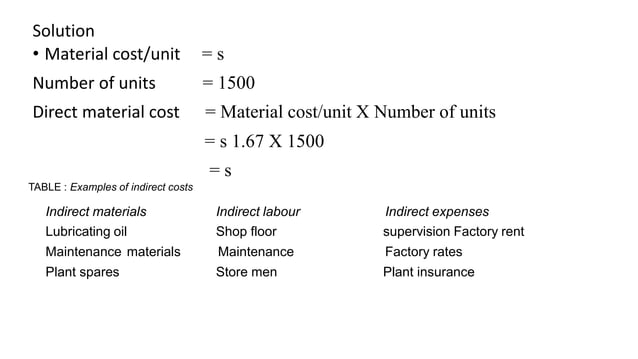 Solution
• Material cost/unit = s
Number of units = 1500
Direct material cost = Material cost/unit X Number of units
= s 1.67 X 1500
= s
TABLE : Examples of indirect costs
Indirect materials Indirect labour Indirect expenses
Lubricating oil Shop floor supervision Factory rent
Maintenance materials Maintenance Factory rates
Plant spares Store men Plant insurance